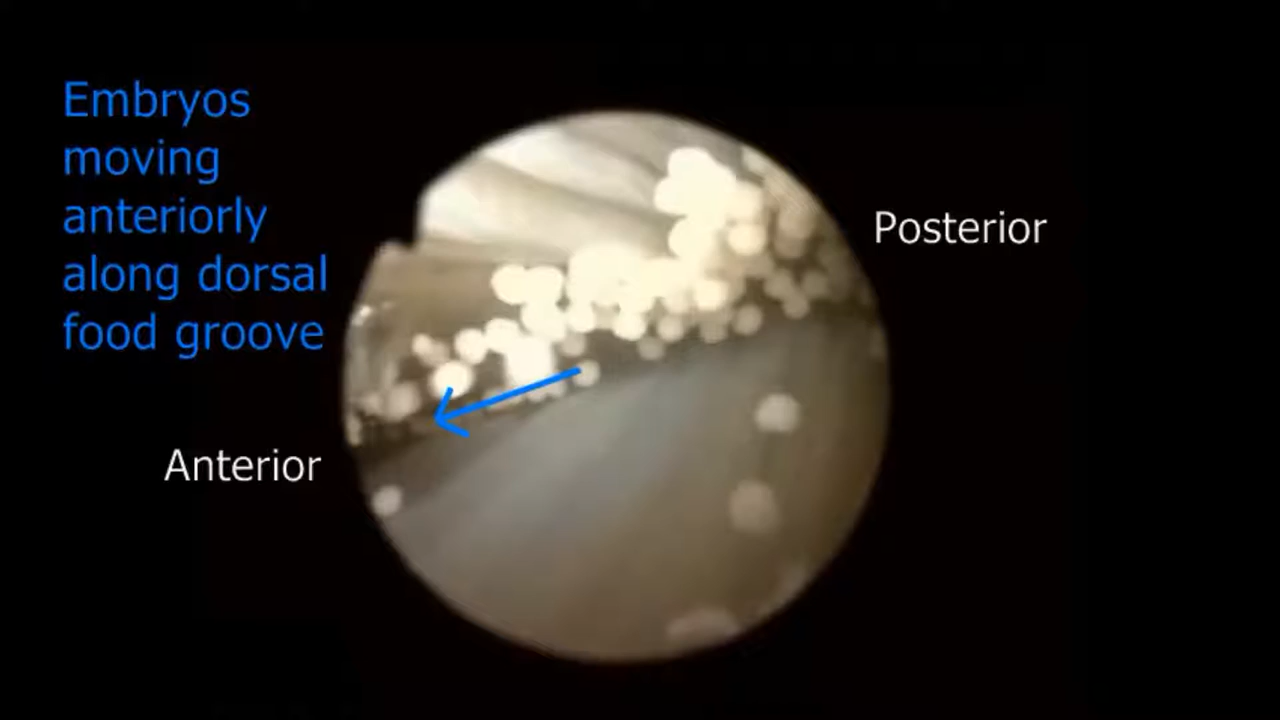 Embryos
moving
anteriorly
along dorsal
food groove
Posterior
Anterior